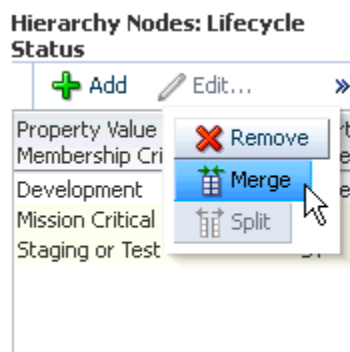 Hierarchy Nodes: Lifecycle
Status
Add Edit... »
Property Value
Membership Cri
Remove
Merge
Split
Development
Mission Critical
Staging or Test